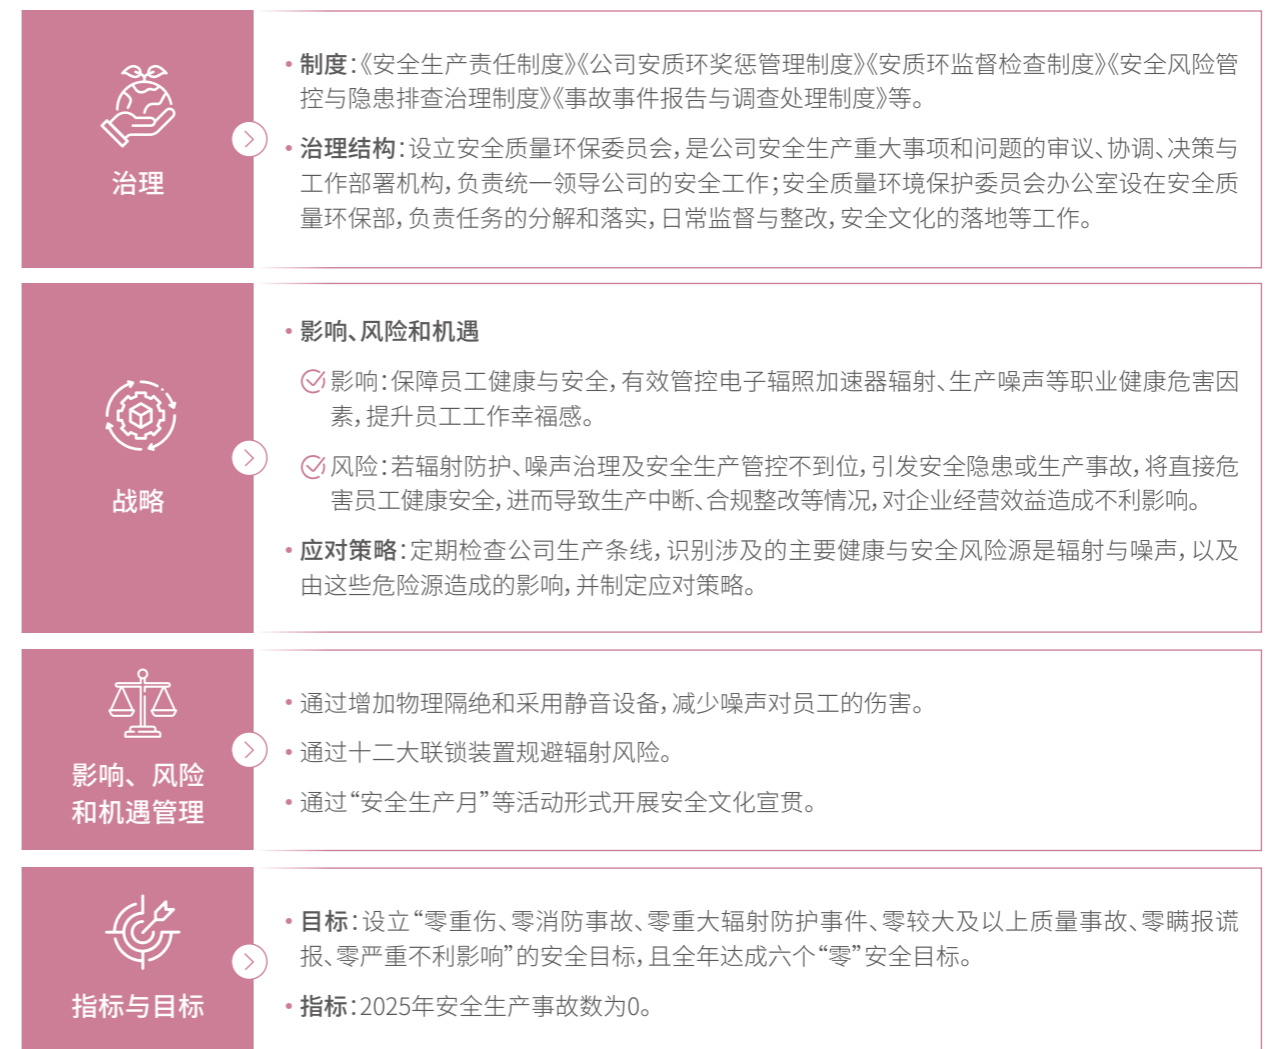 治理
• 制度：《安全生产责任制度》《公司安质环奖惩管理制度》《安质环监督检查制度》《安全风险管
控与隐患排查治理制度》《事故事件报告与调查处理制度》等。
• 治理结构：设立安全质量环保委员会，是公司安全生产重大事项和问题的审议、协调、决策与
工作部署机构，负责统一领导公司的安全工作；安全质量环境保护委员会办公室设在安全质
量环保部，负责任务的分解和落实，日常监督与整改，安全文化的落地等工作。
战略
• 影响、风险和机遇
影响：保障员工健康与安全，有效管控电子辐照加速器辐射、生产噪声等职业健康危害因
素，提升员工工作幸福感。
风险：若辐射防护、噪声治理及安全生产管控不到位，引发安全隐患或生产事故，将直接危
害员工健康安全，进而导致生产中断、合规整改等情况，对企业经营效益造成不利影响。
• 应对策略：定期检查公司生产条线，识别涉及的主要健康与安全风险源是辐射与噪声，以及
由这些危险源造成的影响，并制定应对策略。
影响、风险
和机遇管理
• 通过增加物理隔绝和采用静音设备，减少噪声对员工的伤害。
• 通过十二大联锁装置规避辐射风险。
• 通过“安全生产月”等活动形式开展安全文化宣贯。
指标与目标
• 目标：设立“零重伤、零消防事故、零重大辐射防护事件、零较大及以上质量事故、零瞒报谎
报、零严重不利影响”的安全目标，且全年达成六个“零”安全目标。
• 指标：2025年安全生产事故数为0。